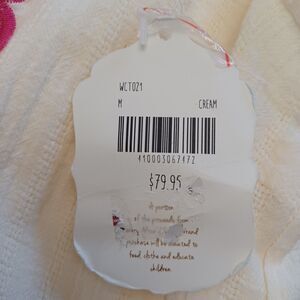 WCT021
M CREAM
410003067472
$79.95
A portion
of the proceeds from
every
purchase will be donated to
feed, clothe and educate
children.